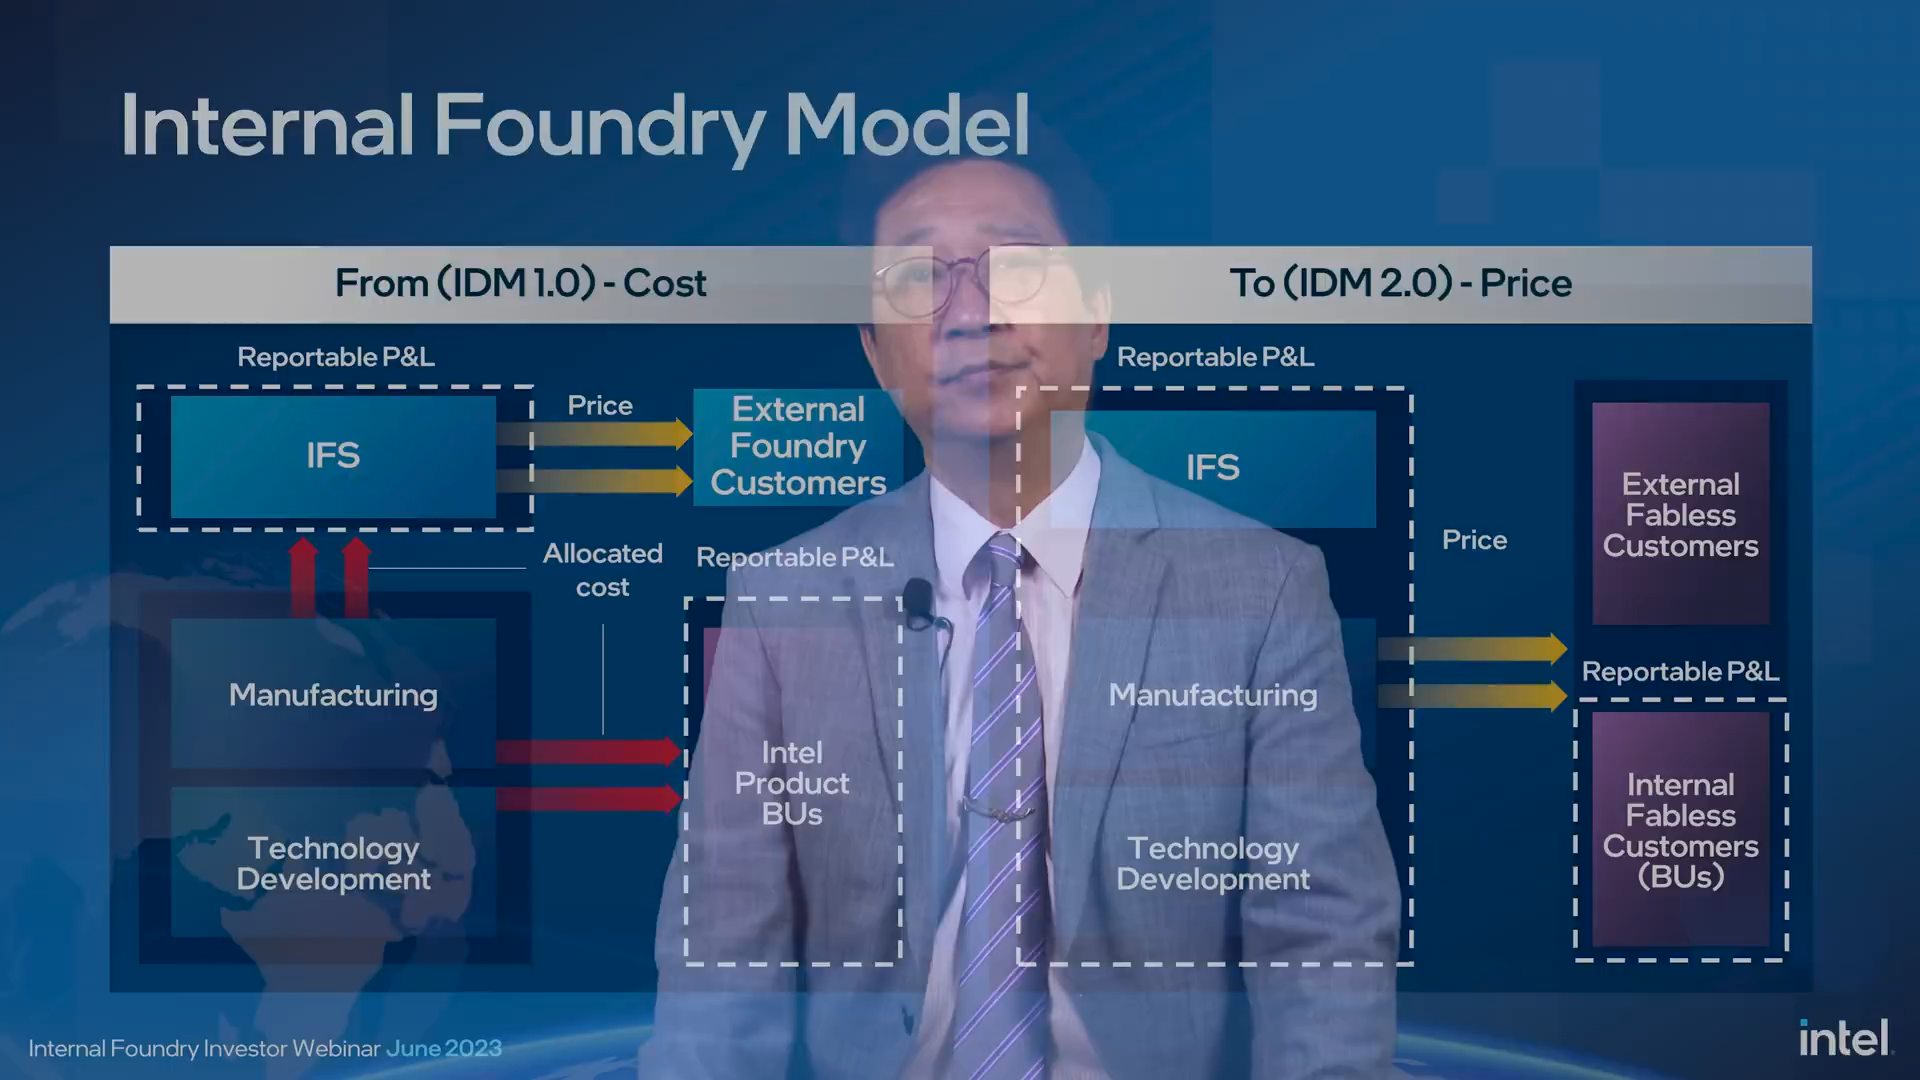 Internal Foundry Model
From (IDM 1.0) - Cost
Reportable P&L
IFS
Price
External
Foundry
Customers
Allocated
cost
Manufacturing
Technology
Development
Reportable P&L
Intel
Product
BUs
To (IDM 2.0) - Price
Reportable P&L
IFS
Manufacturing
Technology
Development
Price
External
Fabless
Customers
Reportable P&L
Internal
Fabless
Customers
(BUs)
Internal Foundry Investor Webinar June 2023
intel.